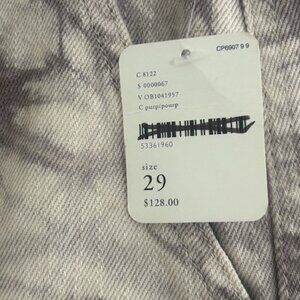 CP6907 9 9
C 8122
S 0000067
V OB1041957
C purp/pourp
53361960
size
29
$128.00